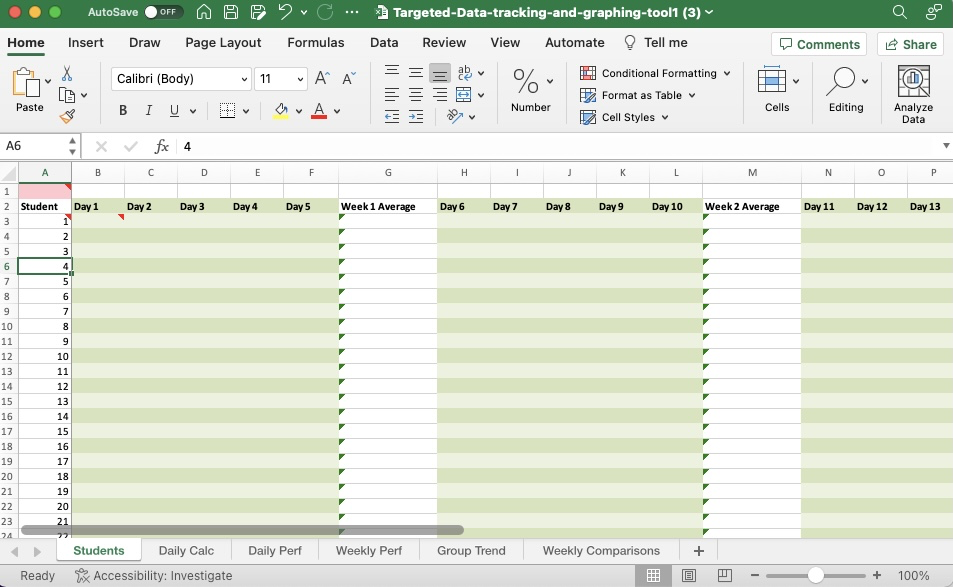 AutoSave OFF Targeted-Data-tracking-and-graphing-tool1 (3)
Home Insert Draw Page Layout Formulas Data Review View Automate Tell me Comments Share
Paste
Calibri (Body) 11 A A
B I U A
ab
% Number
Conditional Formatting
Format as Table
Cell Styles
Cells
Editing
Analyze
Data
A6 fx 4
A B C D E F G H I J K L M N O P
1
2 Student Day 1 Day 2 Day 3 Day 4 Day 5 Week 1 Average Day 6 Day 7 Day 8 Day 9 Day 10 Week 2 Average Day 11 Day 12 Day 13
3 1
4 2
5 3
6 4
7 5
8 6
9 7
10 8
11 9
12 10
13 11
14 12
15 13
16 14
17 15
18 16
19 17
20 18
21 19
22 20
23 21
24 22
Students Daily Calc Daily Perf Weekly Perf Group Trend Weekly Comparisons +
Ready Accessibility: Investigate 100%